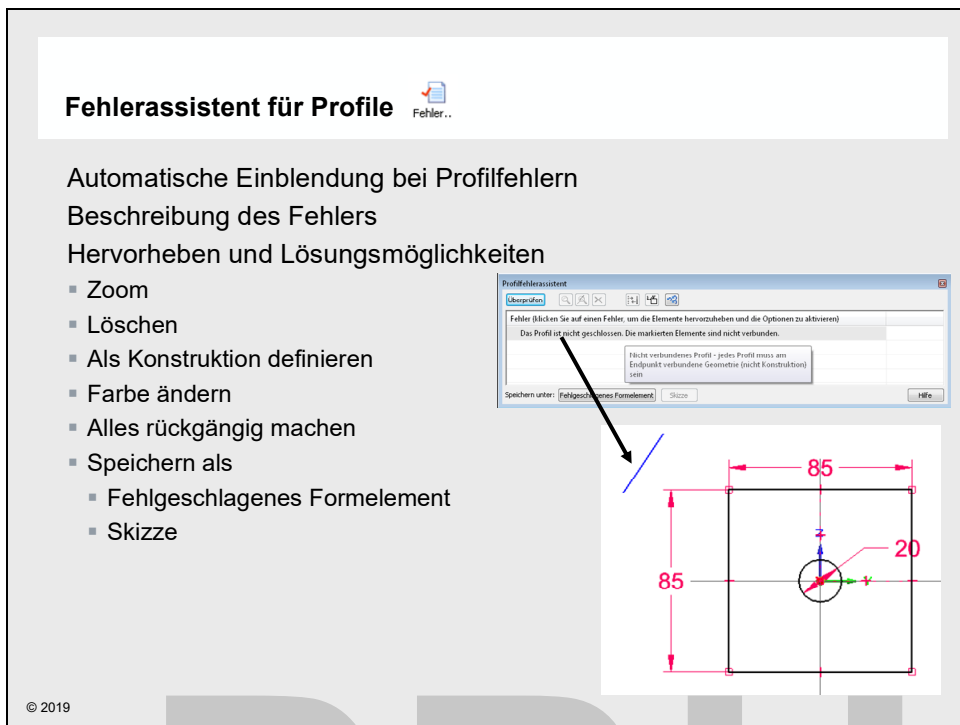 Fehlerassistent für Profile
Fehler..
Automatische Einblendung bei Profilfehlern
Beschreibung des Fehlers
Hervorheben und Lösungsmöglichkeiten
Zoom
Löschen
Als Konstruktion definieren
Farbe ändern
Alles rückgängig machen
Speichern als
Fehlgeschlagenes Formelement
Skizze
Profilfehlerassistent
Überprüfen
Fehler (klicken Sie auf einen Fehler, um die Elemente hervorzuheben und die Optionen zu aktivieren)
Das Profil ist nicht geschlossen. Die markierten Elemente sind nicht verbunden.
Nicht verbundenes Profil - jedes Profil muss am
Endpunkt verbundene Geometrie (nicht Konstruktion)
sein
Speichern unter: Fehlgeschlagenes Formelement Skizze Hilfe
85
Z
20
85
Y
© 2019